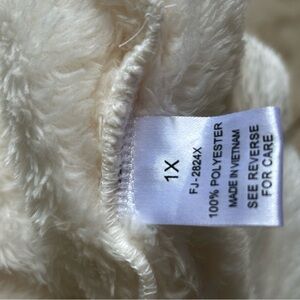 1X
FJ-2824X
100% POLYESTER
MADE IN VIETNAM
SEE REVERSE
FOR CARE